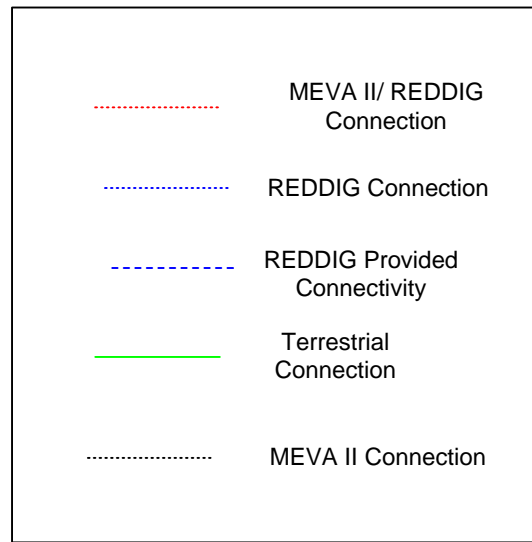 MEVA II/ REDDIG
Connection
REDDIG Connection
REDDIG Provided
Connectivity
Terrestrial
Connection
MEVA II Connection